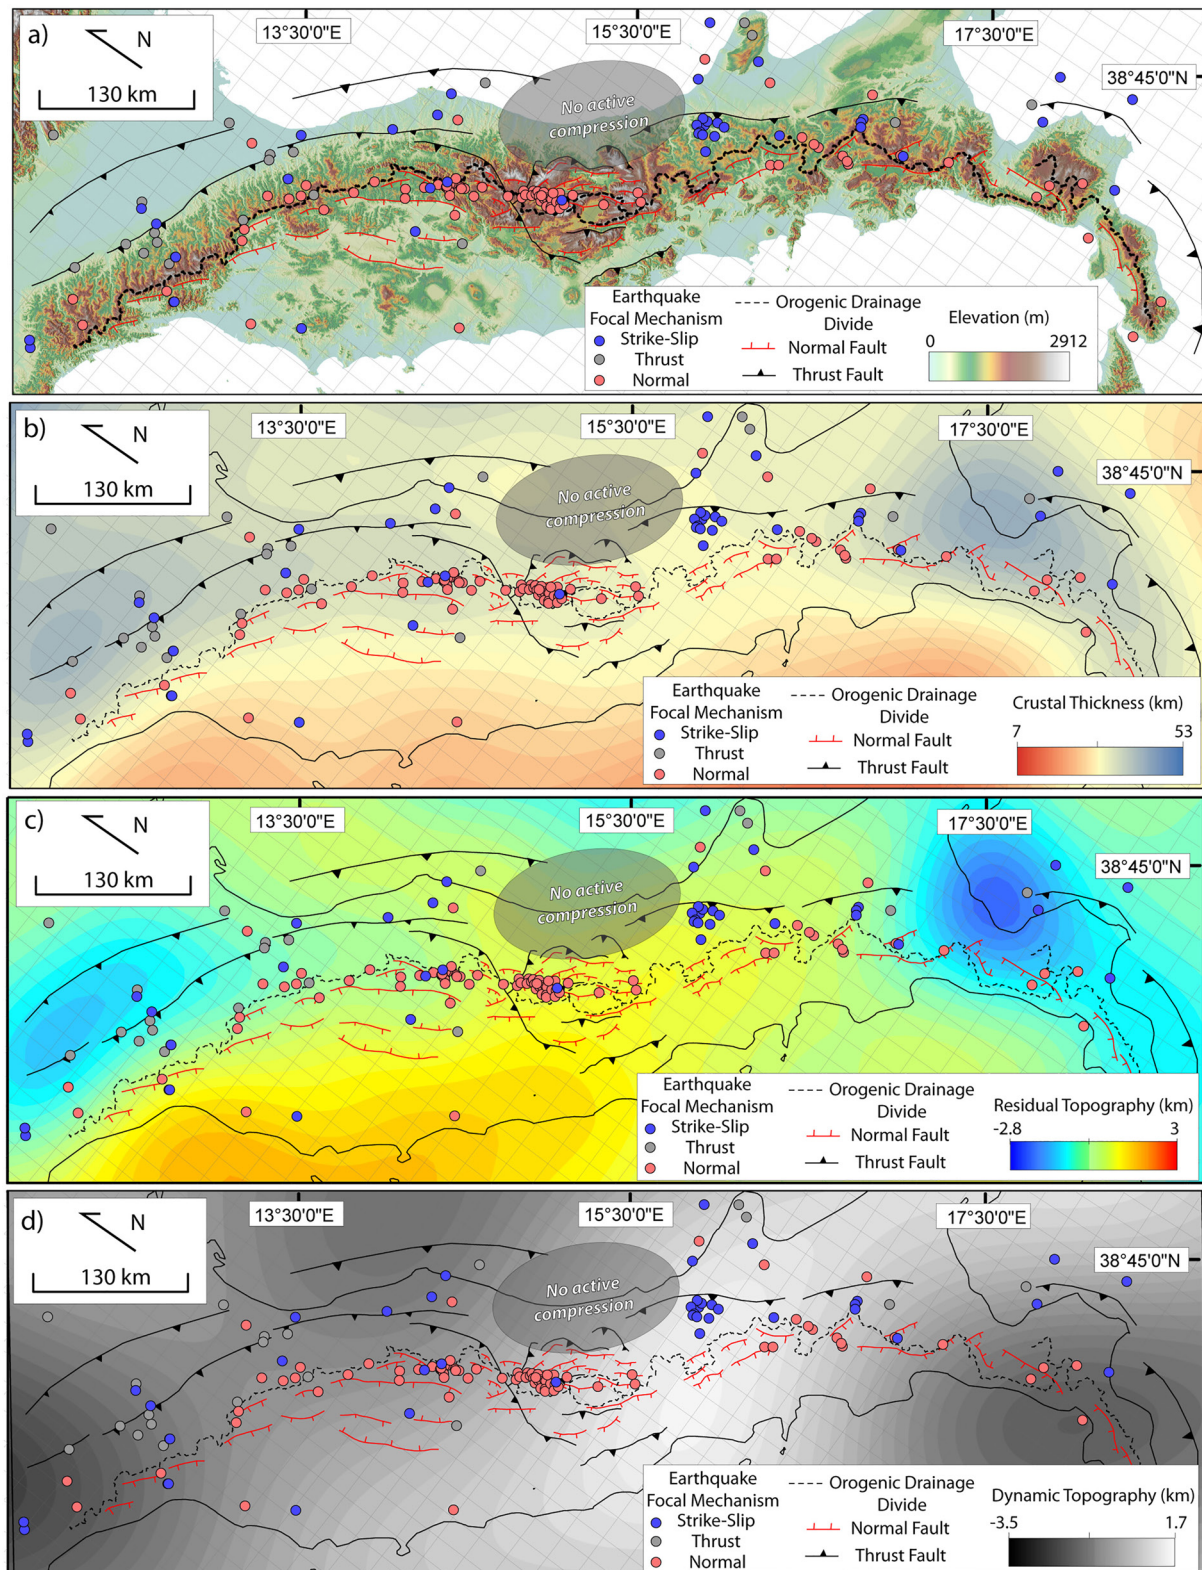 a)
N
130 km
13°30'0"E
15°30'0"E
17°30'0"E
38°45'0"N
No active
compression
Earthquake
Focal Mechanism
Strike-Slip
Thrust
Normal
Orogenic Drainage
Divide
Normal Fault
Thrust Fault
Elevation (m)
0 2912
b)
N
130 km
13°30'0"E
15°30'0"E
17°30'0"E
38°45'0"N
No active
compression
Earthquake
Focal Mechanism
Strike-Slip
Thrust
Normal
Orogenic Drainage
Divide
Normal Fault
Thrust Fault
Crustal Thickness (km)
7 53
c)
N
130 km
13°30'0"E
15°30'0"E
17°30'0"E
38°45'0"N
No active
compression
Earthquake
Focal Mechanism
Strike-Slip
Thrust
Normal
Orogenic Drainage
Divide
Normal Fault
Thrust Fault
Residual Topography (km)
-2.8 3
d)
N
130 km
13°30'0"E
15°30'0"E
17°30'0"E
38°45'0"N
No active
compression
Earthquake
Focal Mechanism
Strike-Slip
Thrust
Normal
Orogenic Drainage
Divide
Normal Fault
Thrust Fault
Dynamic Topography (km)
-3.5 1.7